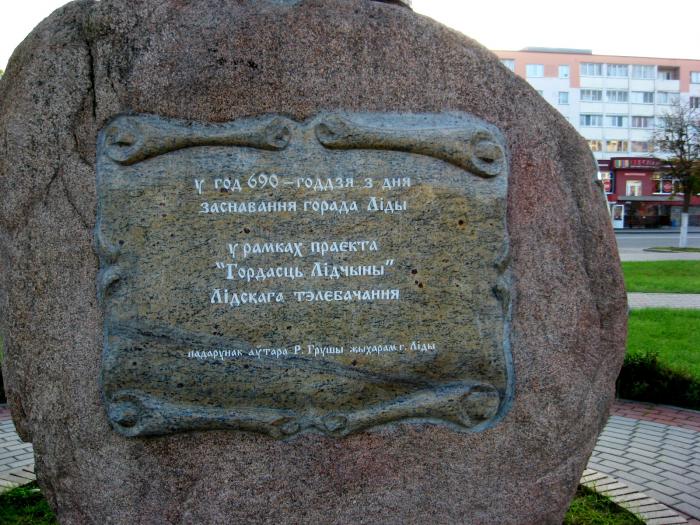 у год 690 – годдзя з дня
заснавання горада Ліды
у рамках праекта
"Гордасць Лідчыны"
Лідскага тэлебачання
падарунак аўтара Р. Грушы жыхарам г. Ліды